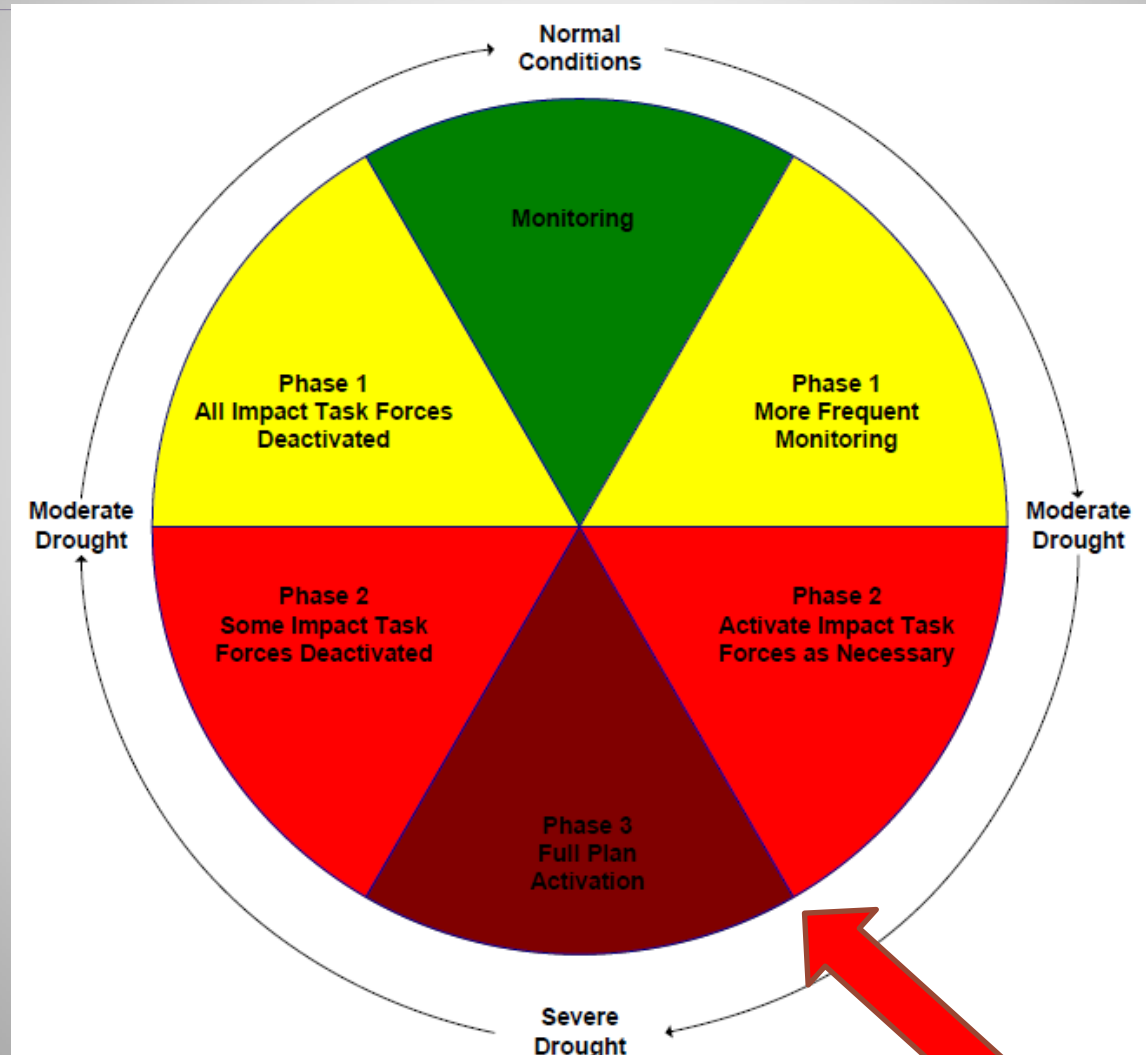 Normal
Conditions
Monitoring
Phase 1
All Impact Task Forces
Deactivated
Phase 1
More Frequent
Monitoring
Moderate
Drought
Moderate
Drought
Phase 2
Some Impact Task
Forces Deactivated
Phase 2
Activate Impact Task
Forces as Necessary
Phase 3
Full Plan
Activation
Severe
Drought